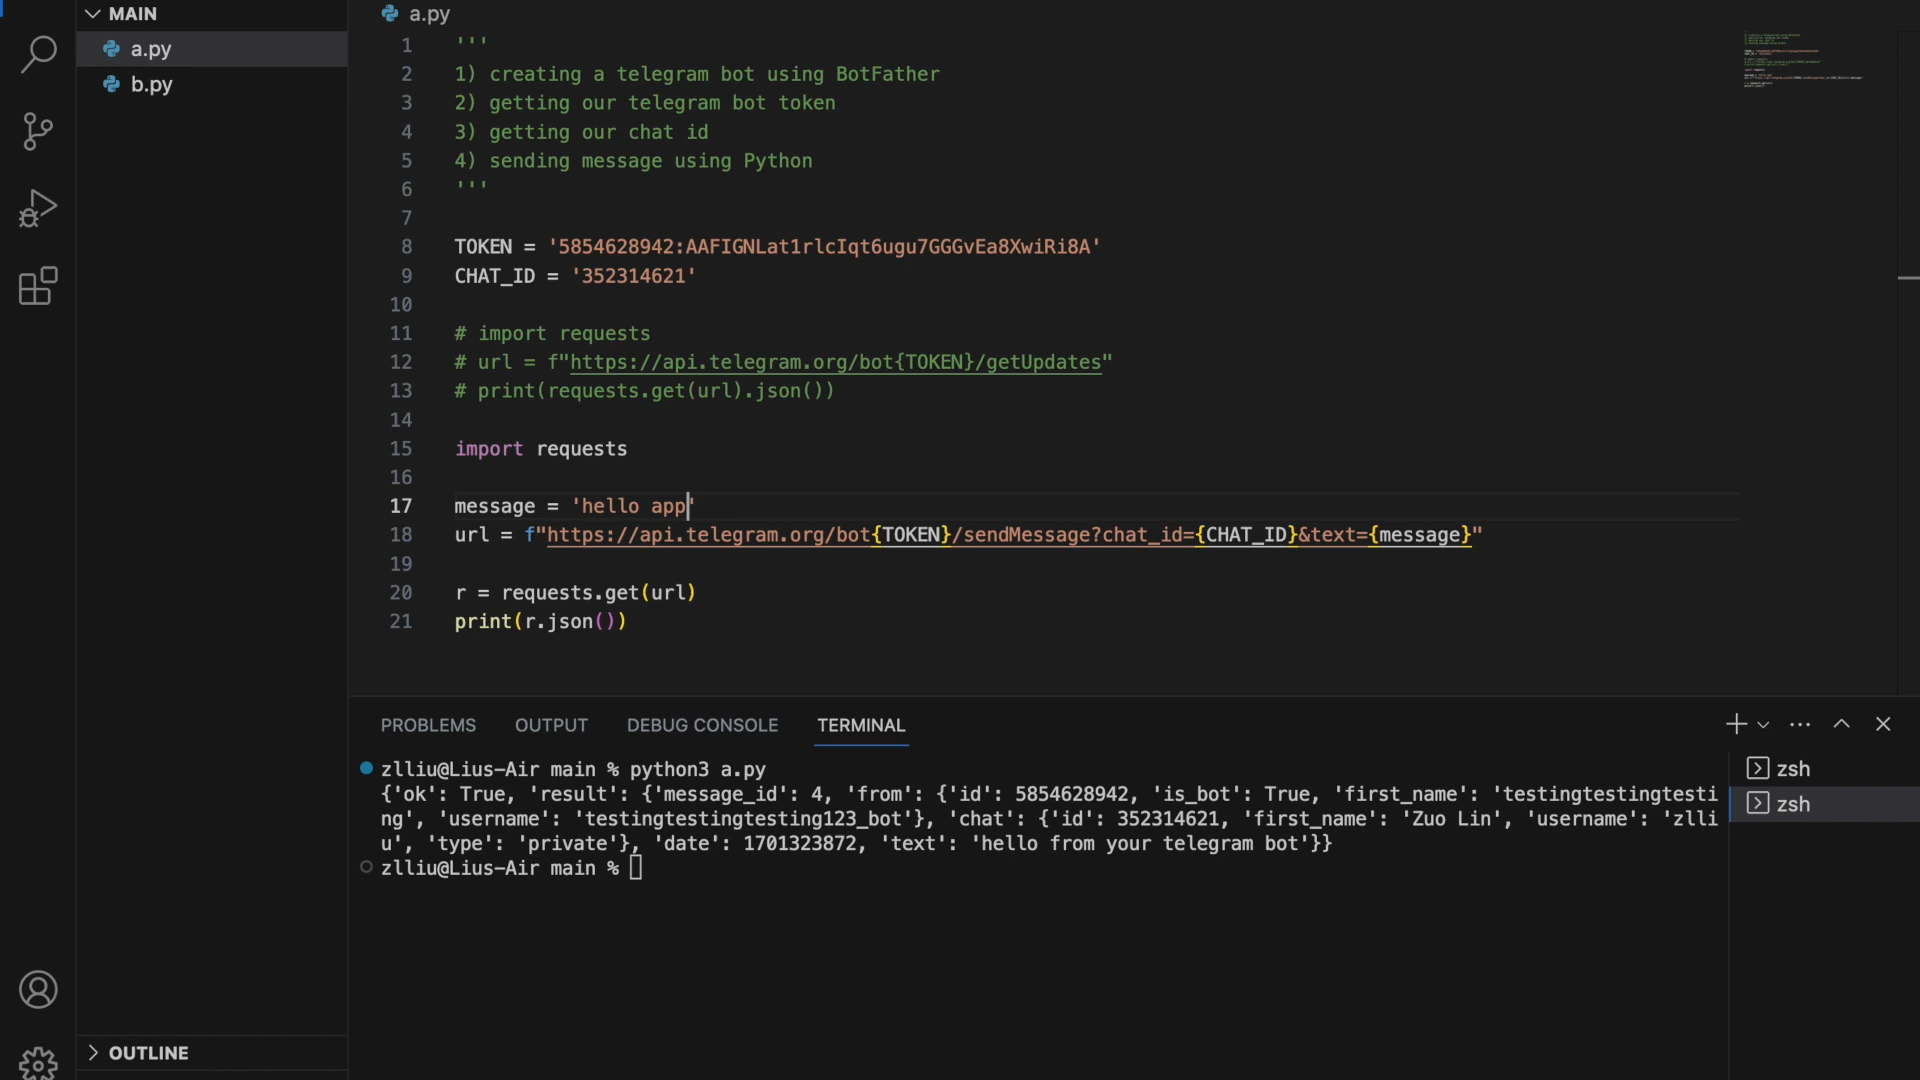 MAIN
a.py
b.py
OUTLINE
a.py
1 '''
2 1) creating a telegram bot using BotFather
3 2) getting our telegram bot token
4 3) getting our chat id
5 4) sending message using Python
6 '''
7
8 TOKEN = '5854628942:AAFIGNLat1rlcIqt6ugu7GGGvEa8XwiRi8A'
9 CHAT_ID = '352314621'
10
11 # import requests
12 # url = f"https://api.telegram.org/bot{TOKEN}/getUpdates"
13 # print(requests.get(url).json())
14
15 import requests
16
17 message = 'hello app'
18 url = f"https://api.telegram.org/bot{TOKEN}/sendMessage?chat_id={CHAT_ID}&text={message}"
19
20 r = requests.get(url)
21 print(r.json())
PROBLEMS OUTPUT DEBUG CONSOLE TERMINAL
zlliu@Lius-Air main % python3 a.py
{'ok': True, 'result': {'message_id': 4, 'from': {'id': 5854628942, 'is_bot': True, 'first_name': 'testingtestingtesti
ng', 'username': 'testingtestingtesting123_bot'}, 'chat': {'id': 352314621, 'first_name': 'Zuo Lin', 'username': 'zlli
u', 'type': 'private'}, 'date': 1701323872, 'text': 'hello from your telegram bot'}}
zlliu@Lius-Air main %
zsh
zsh